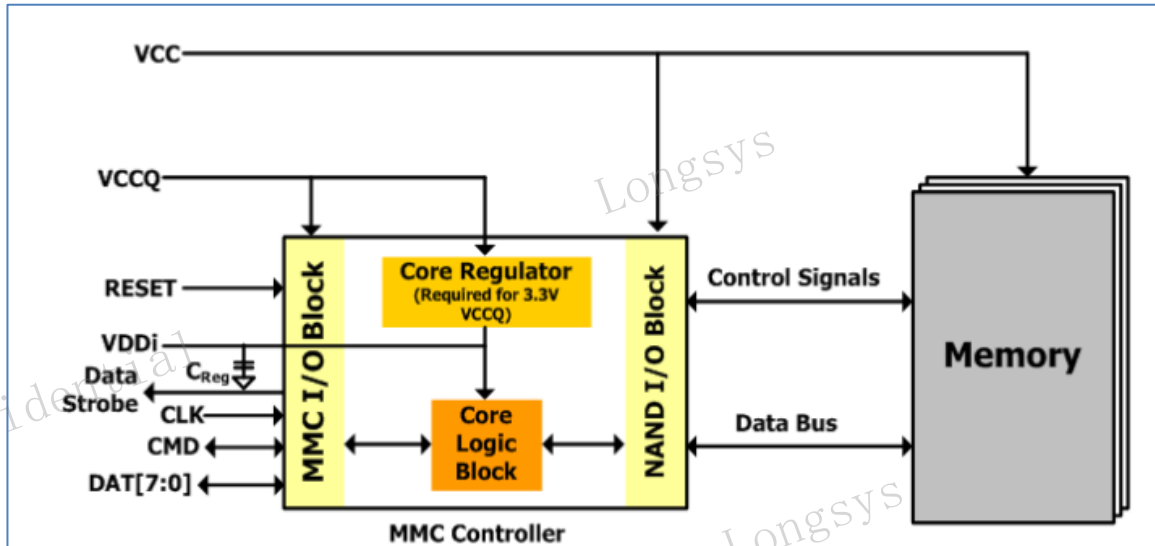 VCC
VCCQ
Longsys
Core Regulator
(Required for 3.3V
VCCQ)
RESET
Control Signals
VDDi
MMC I/O Block
NAND I/O Block
Memory
CReg
Data
Strobe
idential
CLK
Core
Logic
Block
Data Bus
CMD
DAT[7:0]
MMC Controller
Longsys